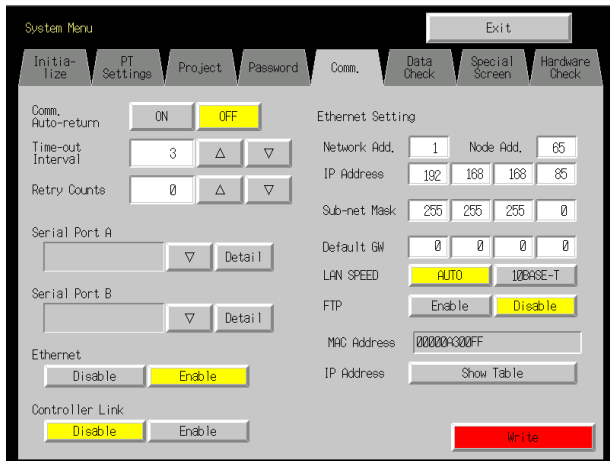 System Menu
Exit
Initia-
lize
PT
Settings
Project
Password
Comm.
Data
Check
Special
Screen
Hardware
Check
Comm.
Auto-return
ON
OFF
Time-out
Interval
3
△
▽
Retry Counts
0
△
▽
Serial Port A
▽
Detail
Serial Port B
▽
Detail
Ethernet
Disable
Enable
Controller Link
Disable
Enable
Ethernet Setting
Network Add.
1
Node Add.
65
IP Address
192
168
168
85
Sub-net Mask
255
255
255
0
Default GW
0
0
0
0
LAN SPEED
AUTO
10BASE-T
FTP
Enable
Disable
MAC Address
00000A300FF
IP Address
Show Table
Write